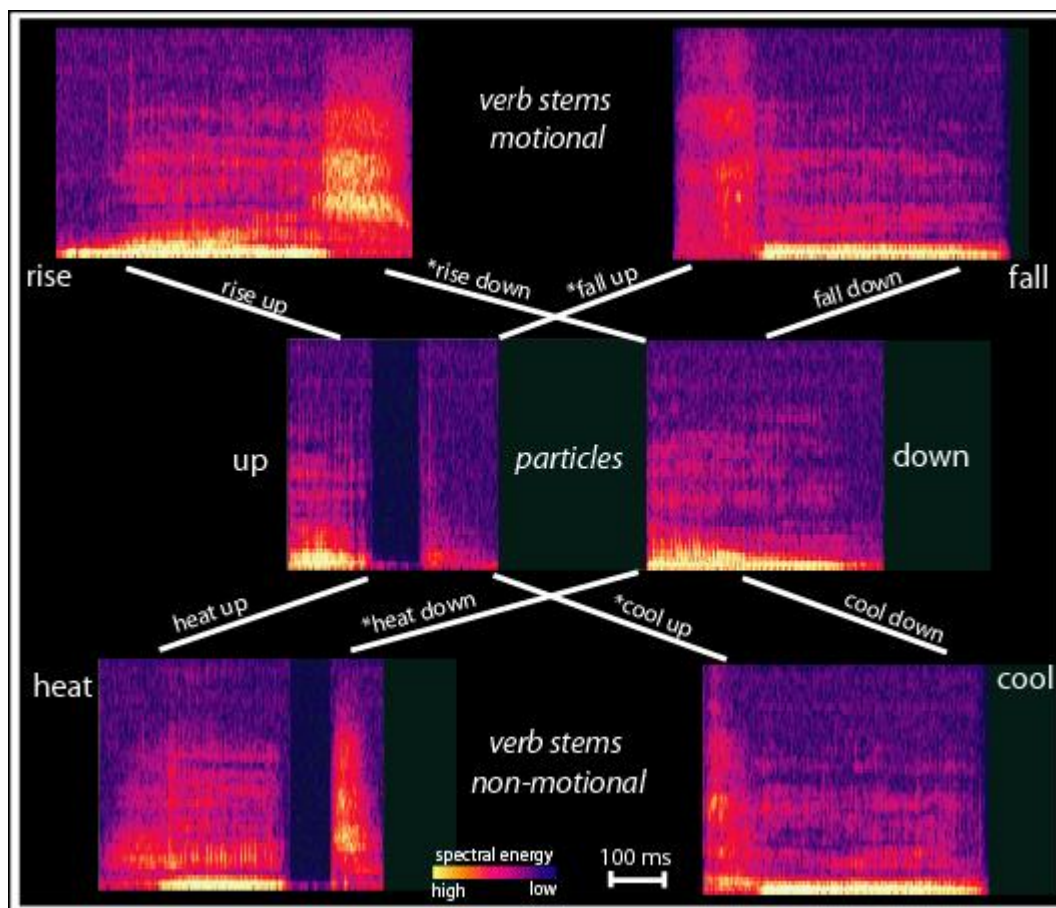 verb stems
motional
rise
rise up
*rise down
*fall up
fall down
fall
up
particles
down
heat up
*heat down
*cool up
cool down
heat
cool
verb stems
non-motional
spectral energy
high
low
100 ms